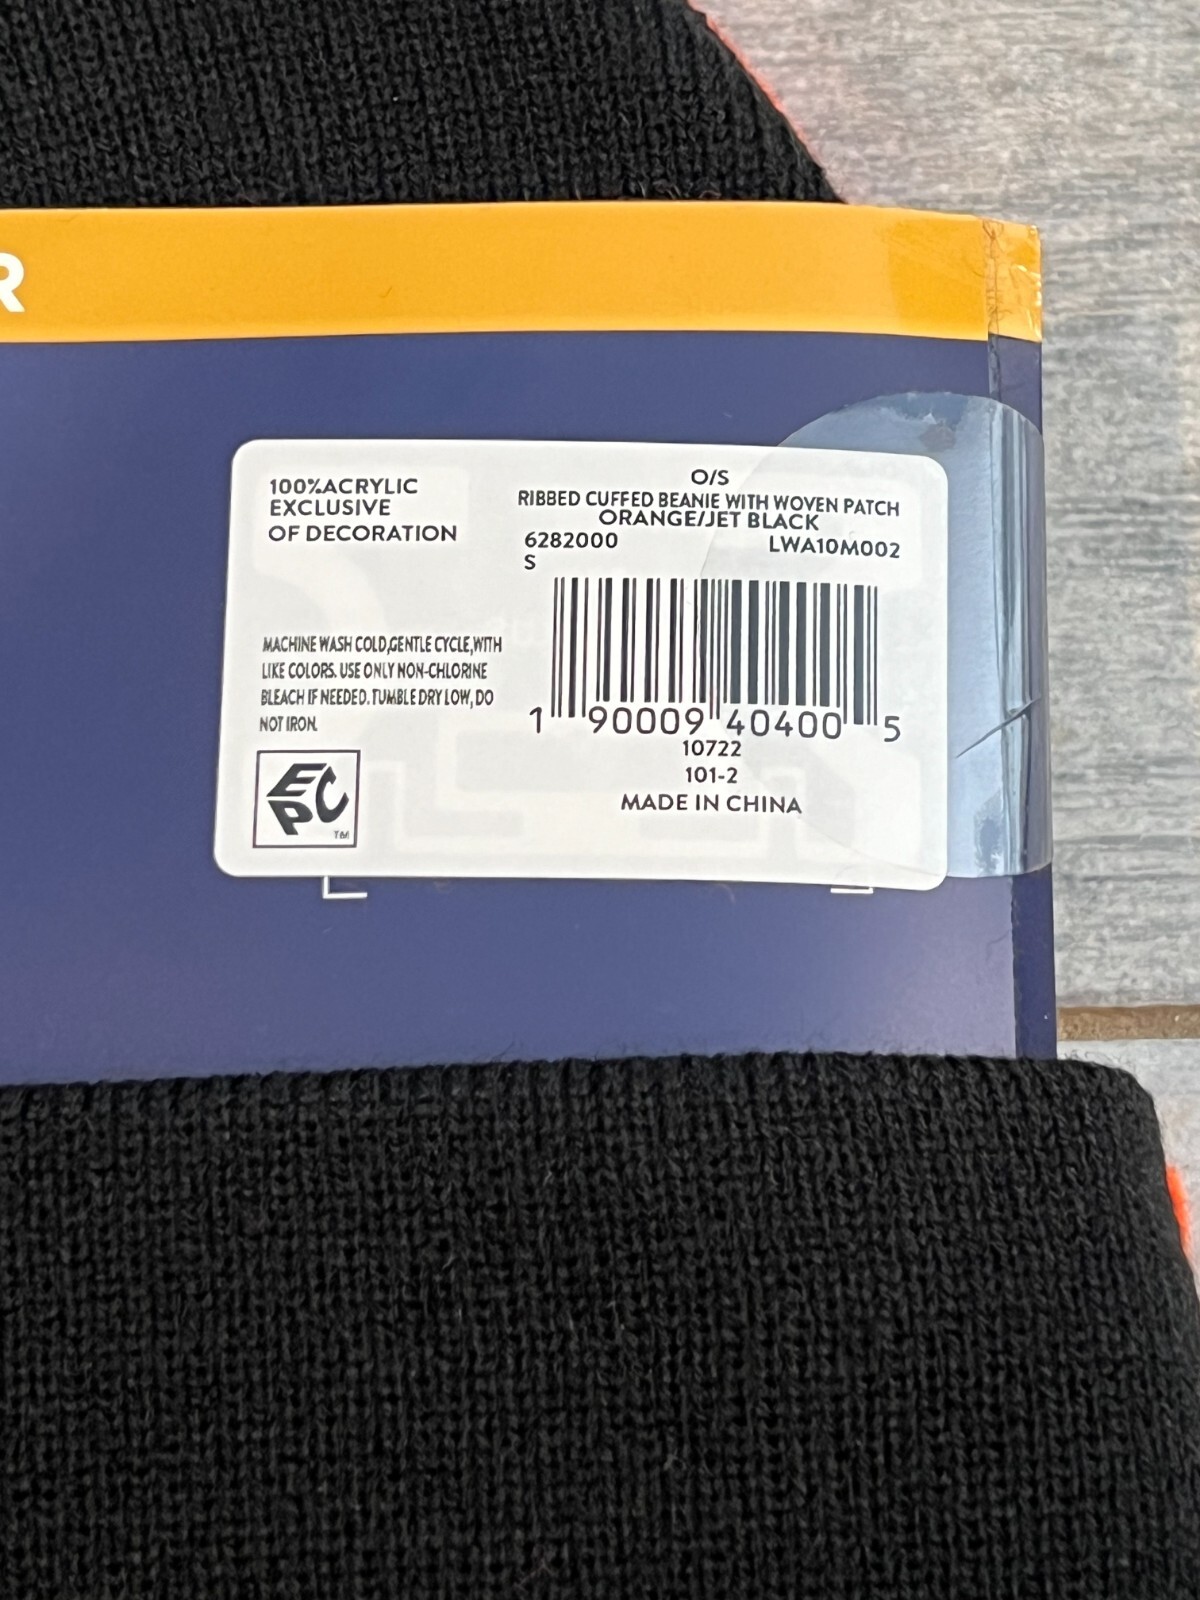 R
100%ACRYLIC
EXCLUSIVE
OF DECORATION
O/S
RIBBED CUFFED BEANIE WITH WOVEN PATCH
ORANGE/JET BLACK
6282000 LWA10M002
S
MACHINE WASH COLD,GENTLE CYCLE,WITH
LIKE COLORS. USE ONLY NON-CHLORINE
BLEACH IF NEEDED. TUMBLE DRY LOW, DO
NOT IRON.
1 90009 40400 5
10722
101-2
MADE IN CHINA
EPC
TM